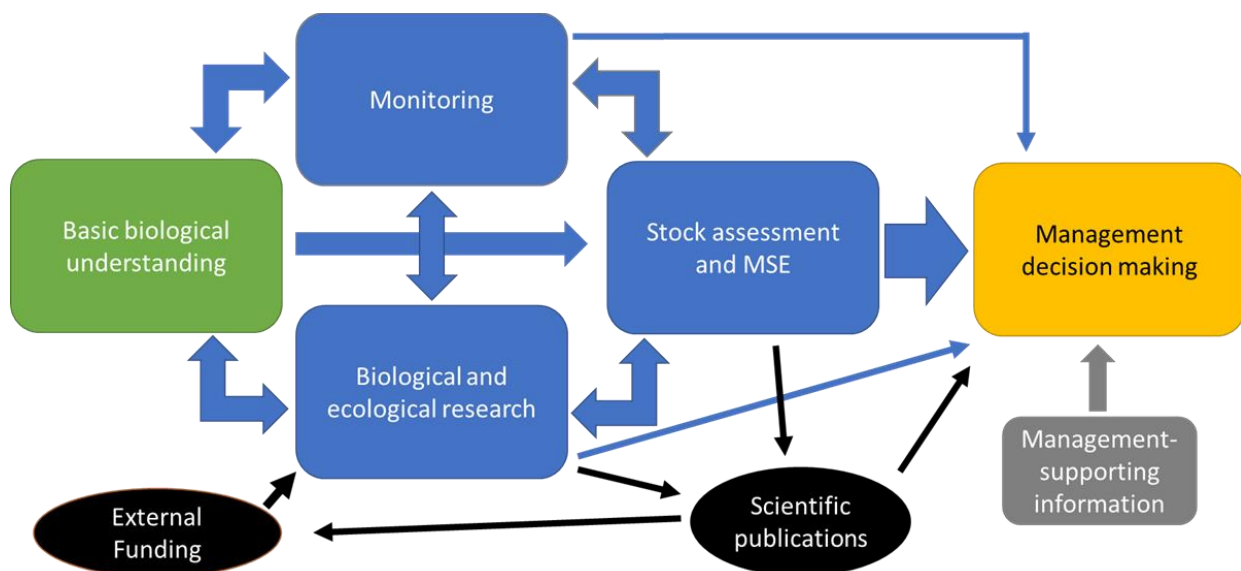 Monitoring
Basic biological
understanding
Stock assessment
and MSE
Management
decision making
Biological and
ecological research
Management-
supporting
information
External
Funding
Scientific
publications